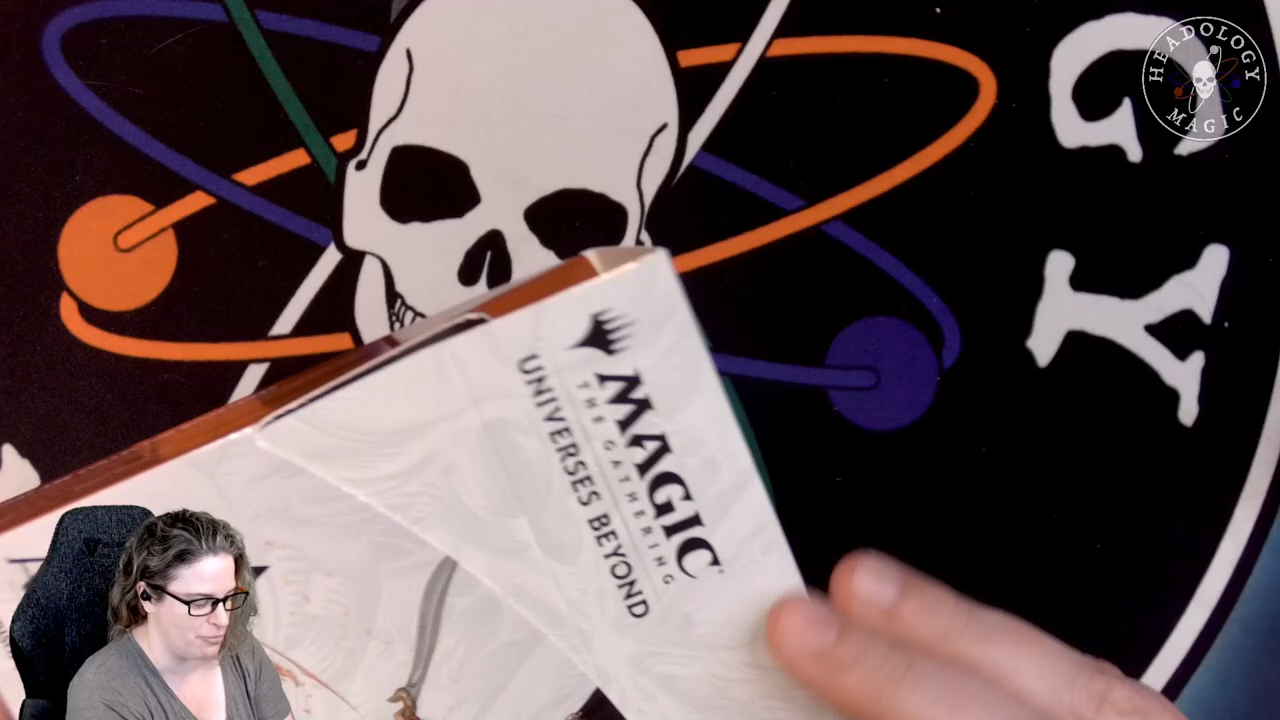 HEADOLOGY
MAGIC
G
Y
MAGIC
THE GATHERING
UNIVERSES BEYOND